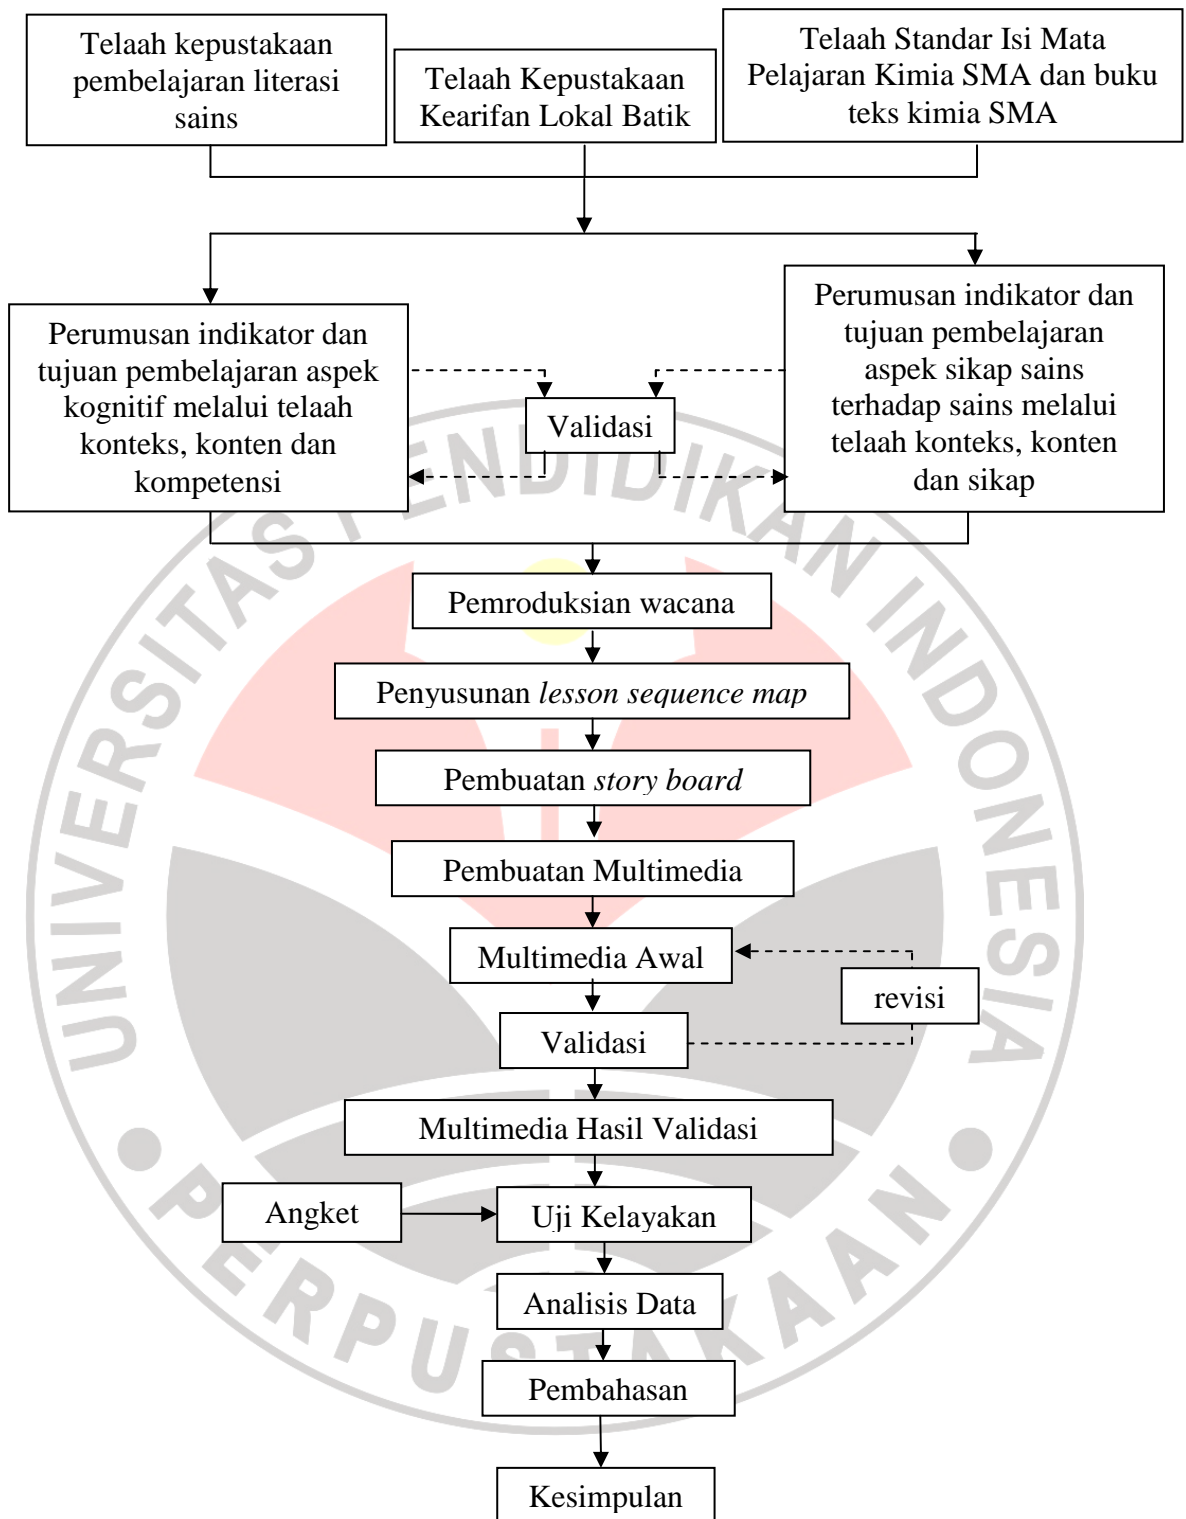 Telaah kepustakaan
pembelajaran literasi
sains
Telaah Kepustakaan
Kearifan Lokal Batik
Telaah Standar Isi Mata
Pelajaran Kimia SMA dan buku
teks kimia SMA
Perumusan indikator dan
tujuan pembelajaran aspek
kognitif melalui telaah
konteks, konten dan
kompetensi
Validasi
Perumusan indikator dan
tujuan pembelajaran
aspek sikap sains
terhadap sains melalui
telaah konteks, konten
dan sikap
Pemroduksian wacana
Penyusunan lesson sequence map
Pembuatan story board
Pembuatan Multimedia
Multimedia Awal
revisi
Validasi
Multimedia Hasil Validasi
Angket
Uji Kelayakan
Analisis Data
Pembahasan
Kesimpulan
UNIVERSITAS PENDIDIKAN INDONESIA
PERPUSTAKAAN